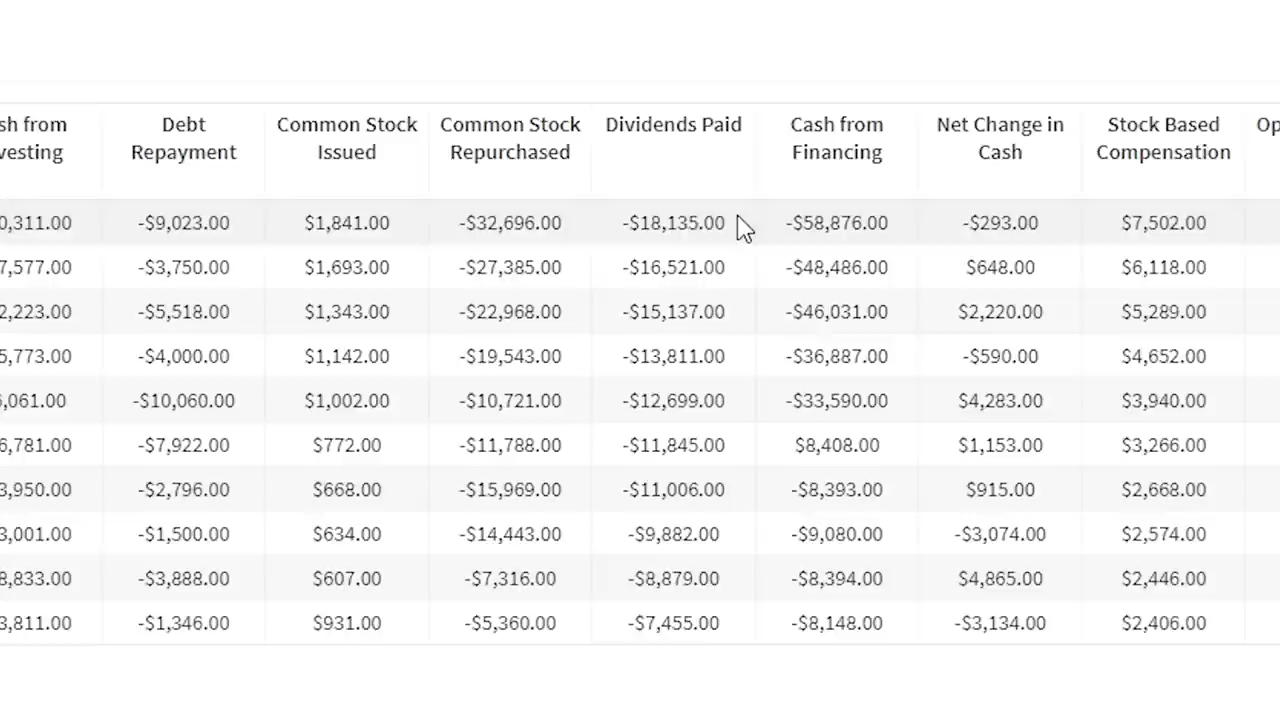 sh from Debt Common Stock Common Stock Dividends Paid Cash from Net Change in Stock Based Op
vesting Repayment Issued Repurchased Financing Cash Compensation
0,311.00 -$9,023.00 $1,841.00 -$32,696.00 -$18,135.00 -$58,876.00 -$293.00 $7,502.00
7,577.00 -$3,750.00 $1,693.00 -$27,385.00 -$16,521.00 -$48,486.00 $648.00 $6,118.00
2,223.00 -$5,518.00 $1,343.00 -$22,968.00 -$15,137.00 -$46,031.00 $2,220.00 $5,289.00
5,773.00 -$4,000.00 $1,142.00 -$19,543.00 -$13,811.00 -$36,887.00 -$590.00 $4,652.00
,061.00 -$10,060.00 $1,002.00 -$10,721.00 -$12,699.00 -$33,590.00 $4,283.00 $3,940.00
6,781.00 -$7,922.00 $772.00 -$11,788.00 -$11,845.00 $8,408.00 $1,153.00 $3,266.00
3,950.00 -$2,796.00 $668.00 -$15,969.00 -$11,006.00 -$8,393.00 $915.00 $2,668.00
3,001.00 -$1,500.00 $634.00 -$14,443.00 -$9,882.00 -$9,080.00 -$3,074.00 $2,574.00
8,833.00 -$3,888.00 $607.00 -$7,316.00 -$8,879.00 -$8,394.00 $4,865.00 $2,446.00
3,811.00 -$1,346.00 $931.00 -$5,360.00 -$7,455.00 -$8,148.00 -$3,134.00 $2,406.00